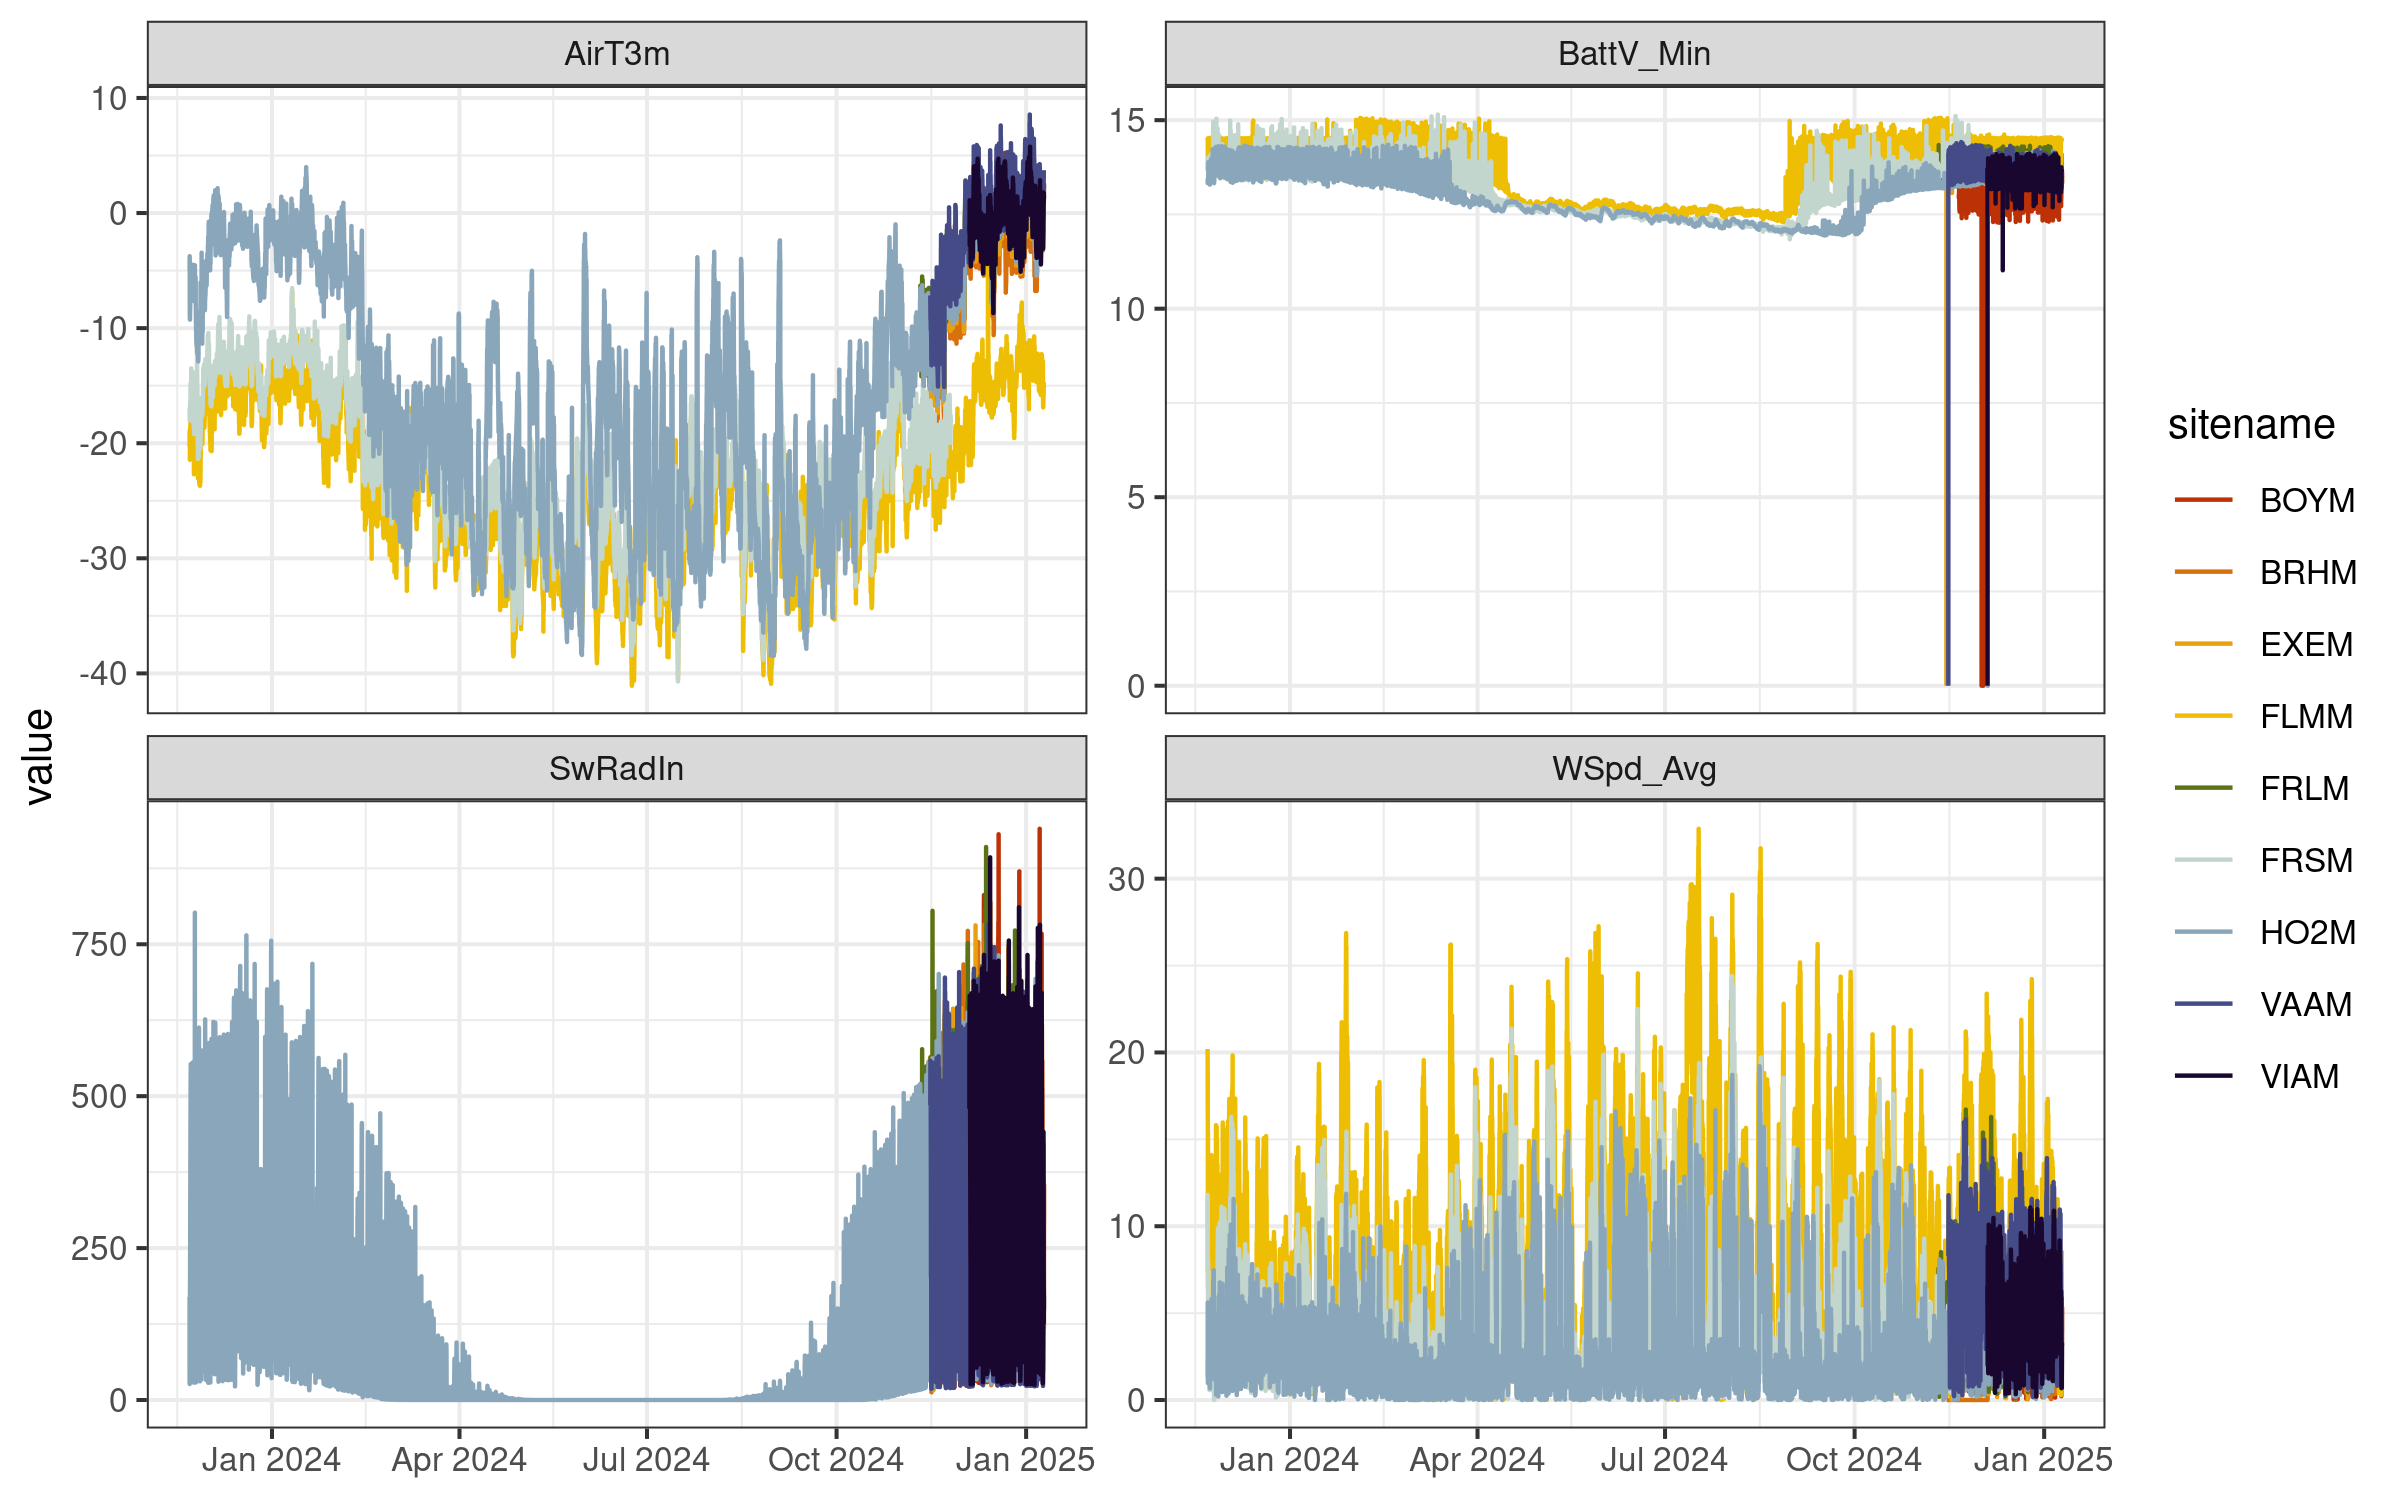 AirT3m
10
0
-10
-20
-30
-40
BattV_Min
15
10
5
0
value
SwRadIn
750
500
250
0
Jan 2024
Apr 2024
Jul 2024
Oct 2024
Jan 2025
WSpd_Avg
30
20
10
0
Jan 2024
Apr 2024
Jul 2024
Oct 2024
Jan 2025
sitename
BOYM
BRHM
EXEM
FLMM
FRLM
FRSM
HO2M
VAAM
VIAM